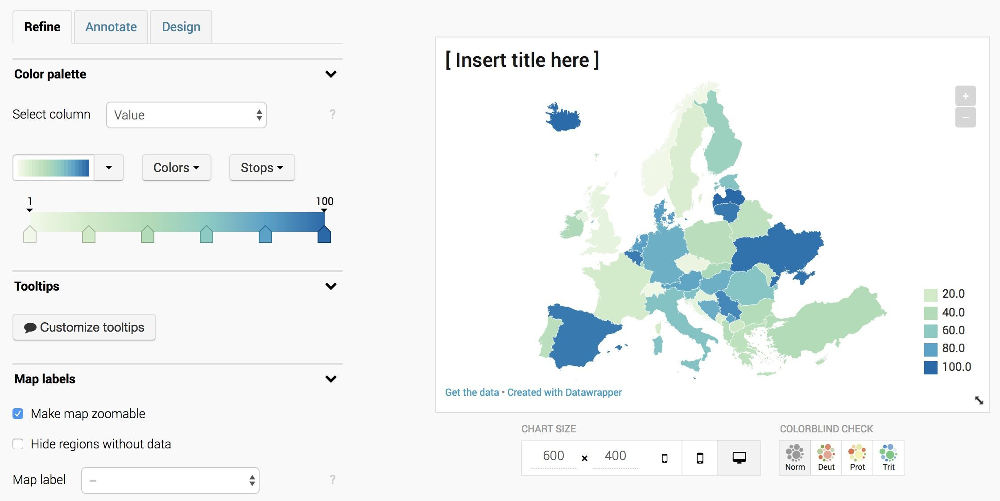 Refine
Annotate
Design
Color palette
Select column
Value
?
Colors
Stops
1
100
Tooltips
Customize tooltips
Map labels
Make map zoomable
Hide regions without data
Map label
--
?
[ Insert title here ]
+
−
20.0
40.0
60.0
80.0
100.0
Get the data • Created with Datawrapper
CHART SIZE
600 × 400
COLORBLIND CHECK
Norm
Deut
Prot
Trit